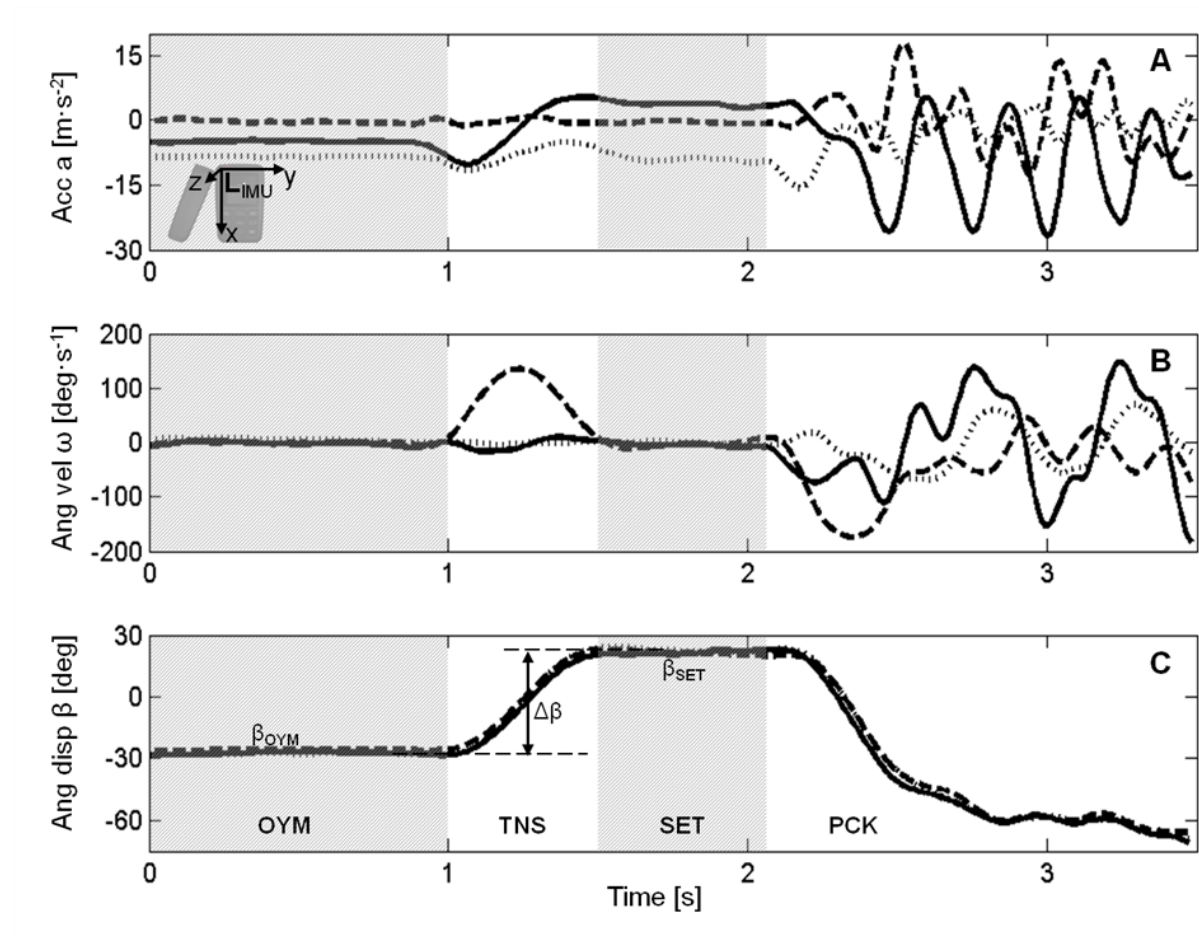 A
Acc a [m·s⁻²]
15
0
-15
-30
z L_IMU y
x
0 1 2 3
B
Ang vel ω [deg·s⁻¹]
200
100
0
-100
-200
0 1 2 3
C
Ang disp β [deg]
30
0
-30
-60
β_OYM
Δβ
β_SET
OYM TNS SET PCK
0 1 2 3
Time [s]